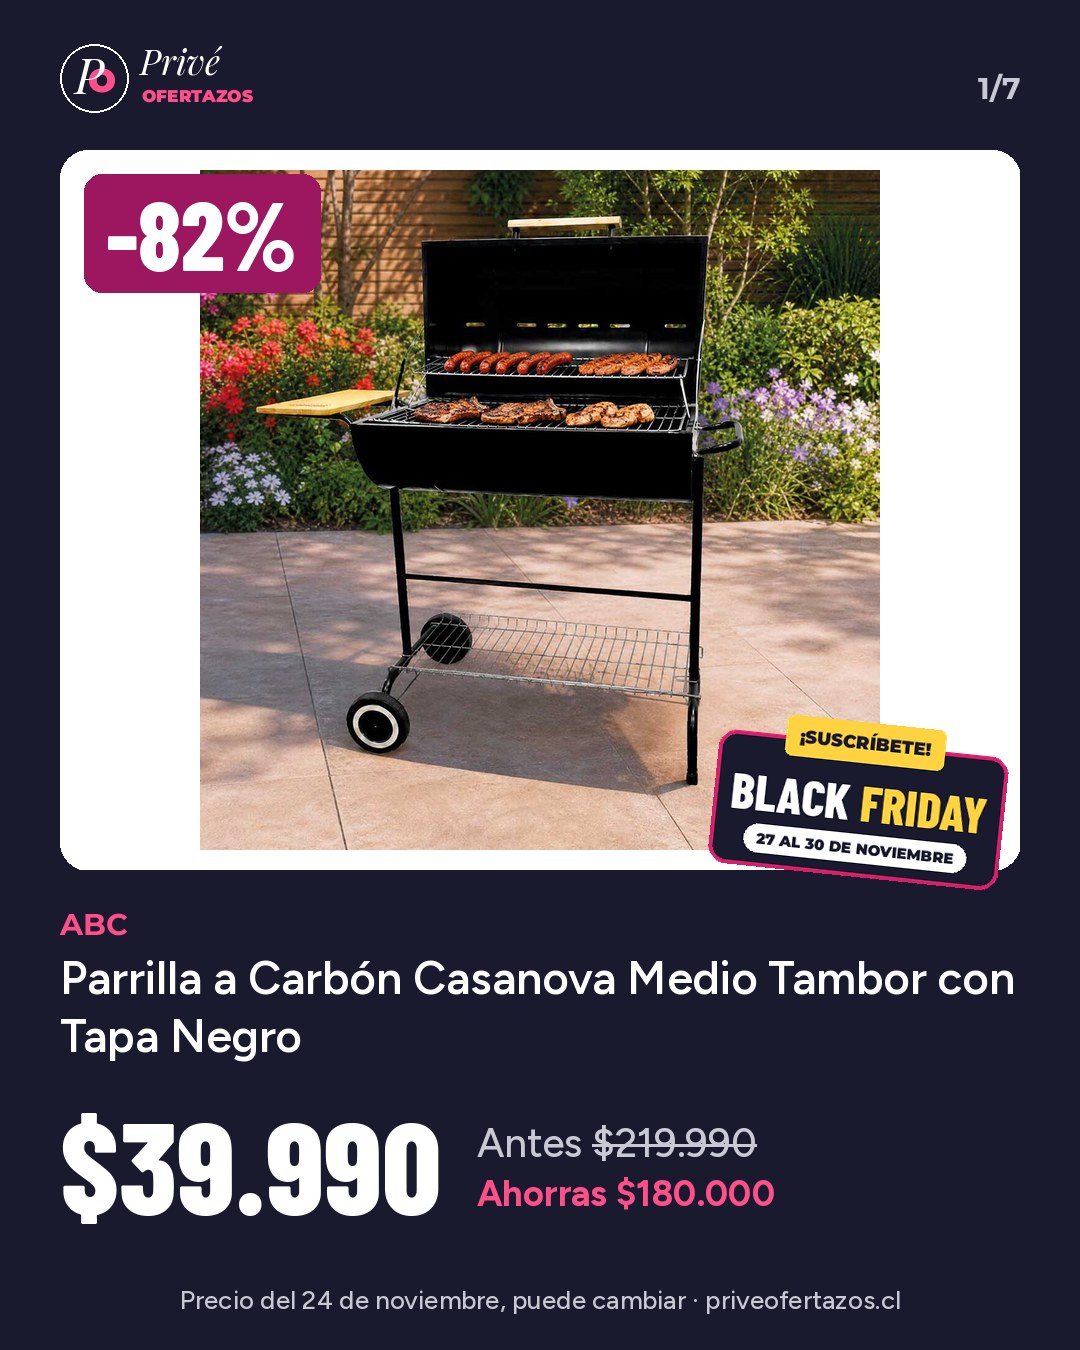 Privé
OFERTAZOS
1/7
-82%
¡SUSCRÍBETE!
BLACK FRIDAY
27 AL 30 DE NOVIEMBRE
ABC
Parrilla a Carbón Casanova Medio Tambor con
Tapa Negro
$39.990
Antes $219.990
Ahorras $180.000
Precio del 24 de noviembre, puede cambiar · priveofertazos.cl